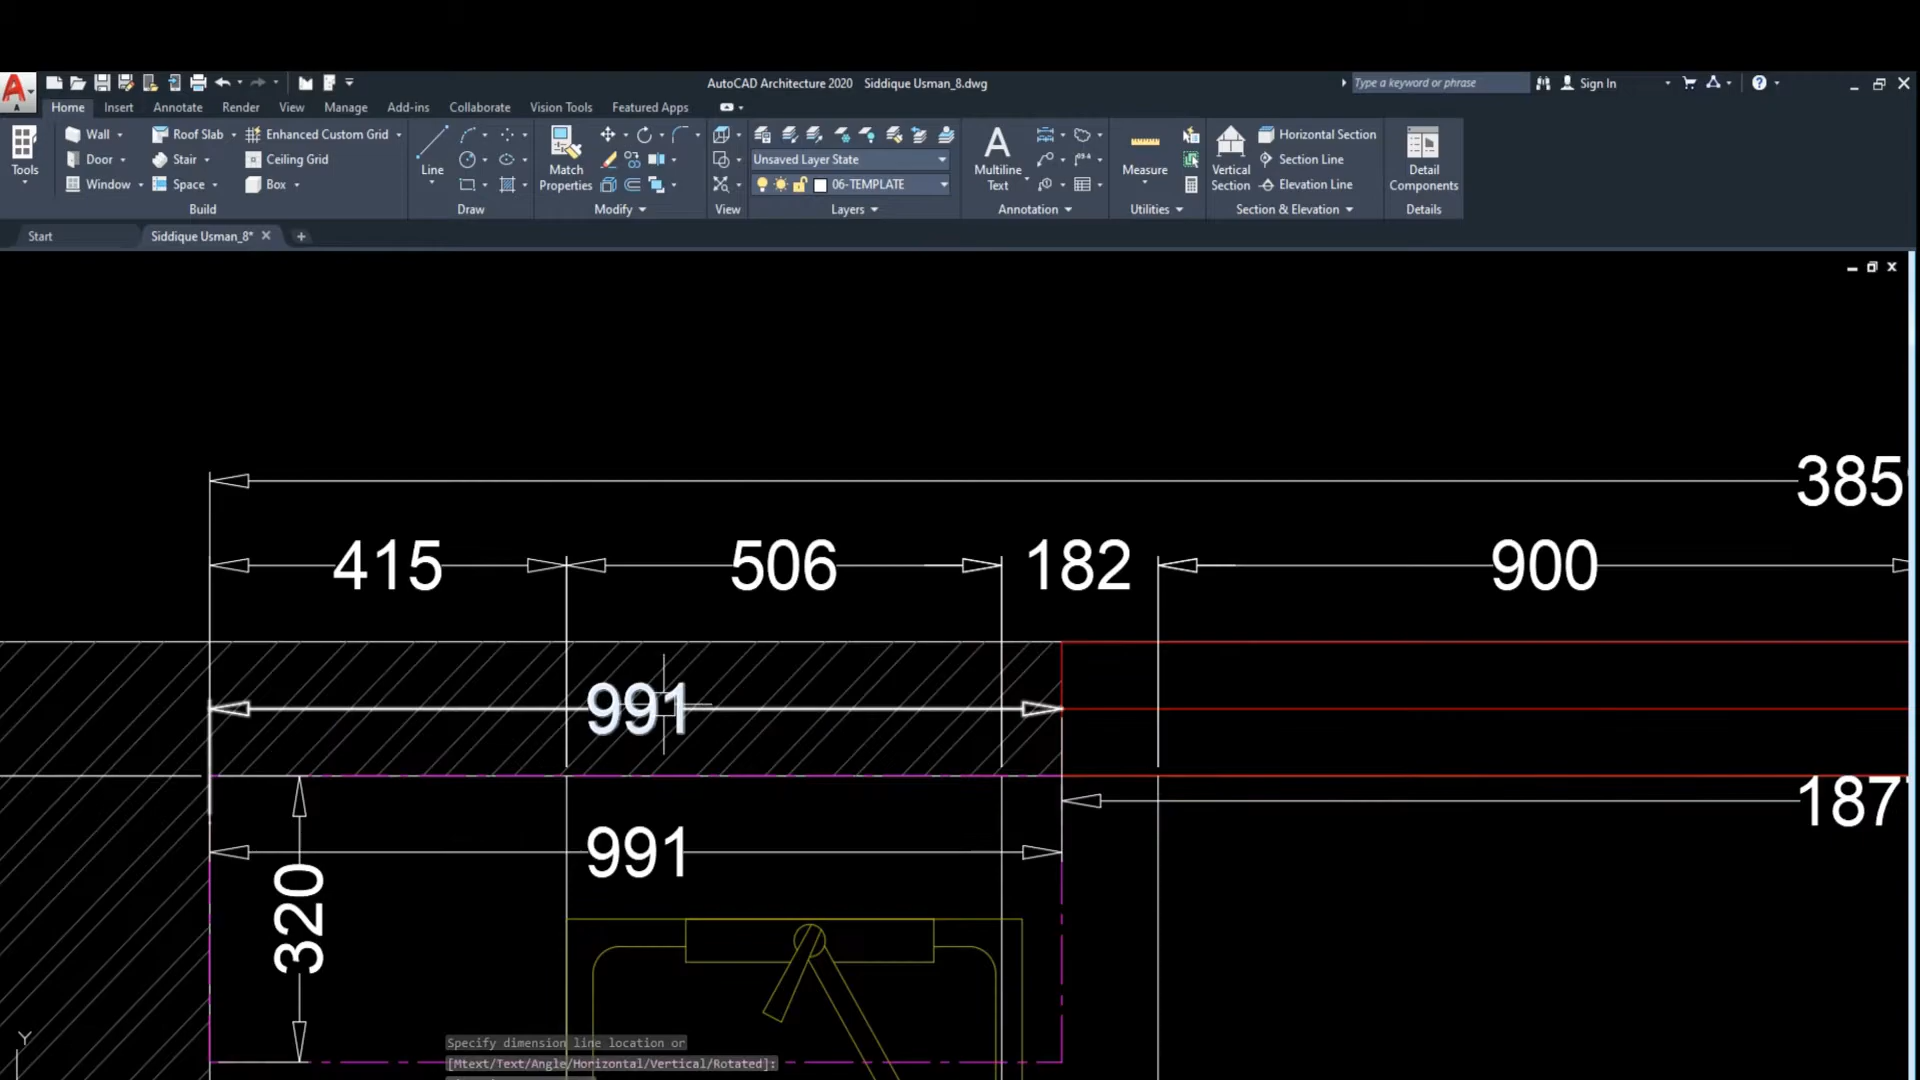 AutoCAD Architecture 2020 Siddique Usman_8.dwg
Type a keyword or phrase
Sign In
Home Insert Annotate Render View Manage Add-ins Collaborate Vision Tools Featured Apps
Tools
Wall Roof Slab Enhanced Custom Grid
Door Stair Ceiling Grid
Window Space Box
Build
Line
Draw
Match
Properties
Modify
View
Unsaved Layer State
06-TEMPLATE
Layers
A
Multiline
Text
Annotation
Measure
Utilities
Vertical
Section
Horizontal Section
Section Line
Elevation Line
Section & Elevation
Detail
Components
Details
Start
Siddique Usman_8*
385
415 506 182 900
991
187
991
320
Y
Specify dimension line location or
[Mtext/Text/Angle/Horizontal/Vertical/Rotated]: